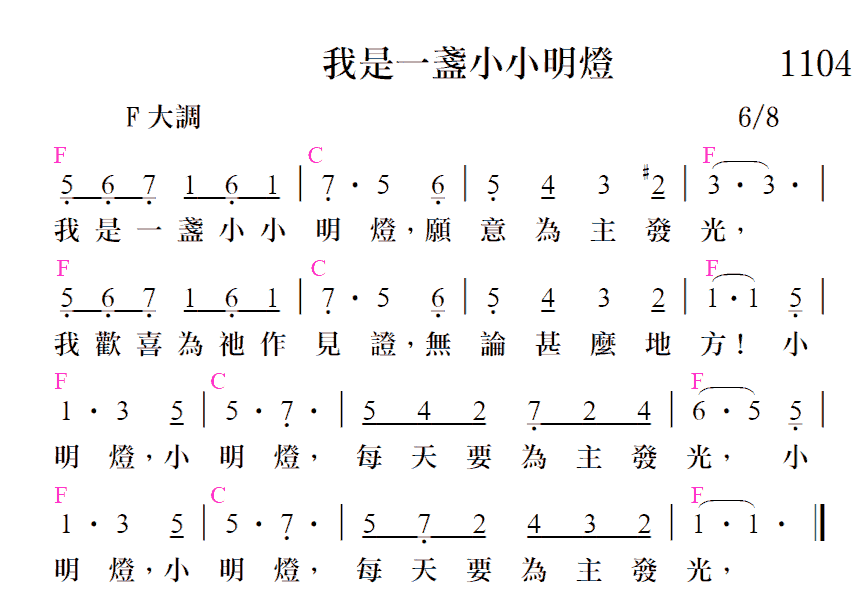 我是一盞小小明燈 1104
F大調 6/8
F C F
5 6 7 1 6 1 | 7 · 5 6 | 5 4 3 #2 | 3 · 3 · |
我是一盞小小明燈，願意為主發光，
F C F
5 6 7 1 6 1 | 7 · 5 6 | 5 4 3 2 | 1 · 1 5 |
我歡喜為祂作見證，無論甚麼地方！小
F C F
1 · 3 5 | 5 · 7 · | 5 4 2 7 2 4 | 6 · 5 5 |
明燈，小明燈，每天要為主發光，小
F C F
1 · 3 5 | 5 · 7 · | 5 7 2 4 3 2 | 1 · 1 · ‖
明燈，小明燈，每天要為主發光，